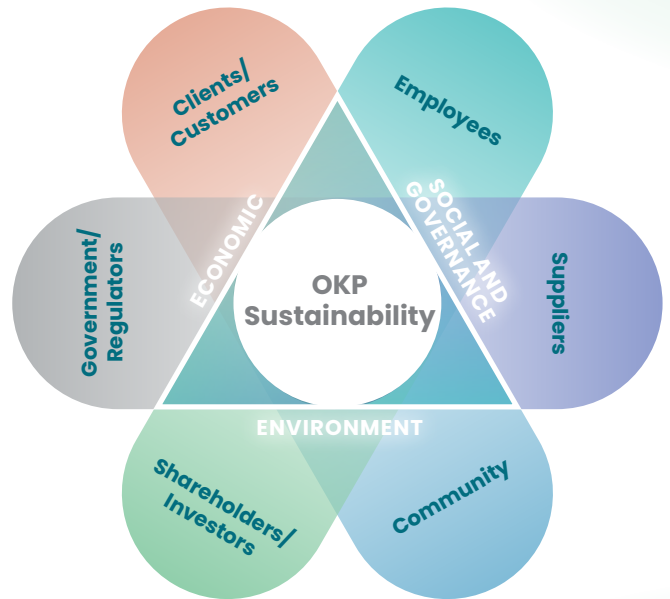 Clients/
Customers
Employees
ECONOMIC
SOCIAL AND
GOVERNANCE
Government/
Regulators
OKP
Sustainability
Suppliers
ENVIRONMENT
Shareholders/
Investors
Community